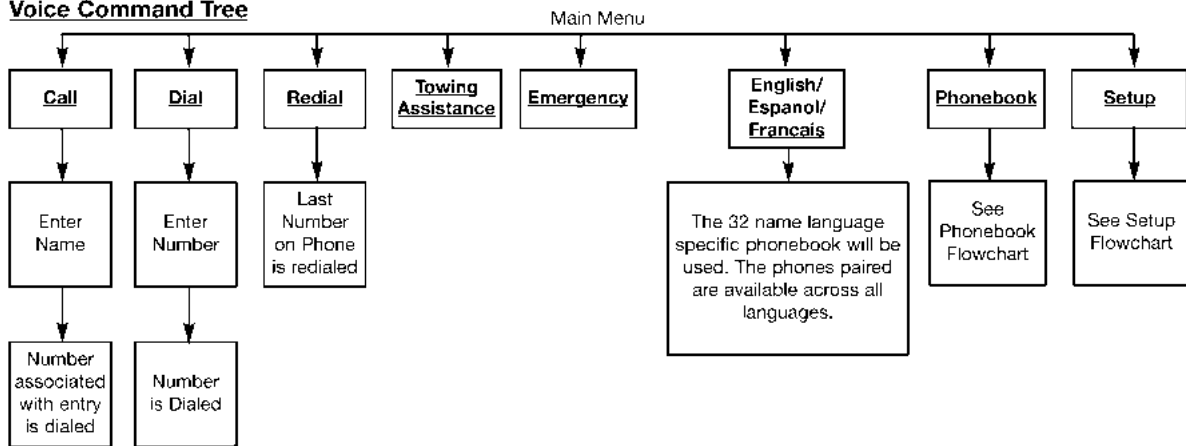 Voice Command Tree
Main Menu
Call
Dial
Redial
Towing
Assistance
Emergency
English/
Espanol/
Francais
Phonebook
Setup
Enter
Name
Enter
Number
Last
Number
on Phone
is redialed
The 32 name language
specific phonebook will be
used. The phones paired
are available across all
languages.
See
Phonebook
Flowchart
See Setup
Flowchart
Number
associated
with entry
is dialed
Number
is Dialed